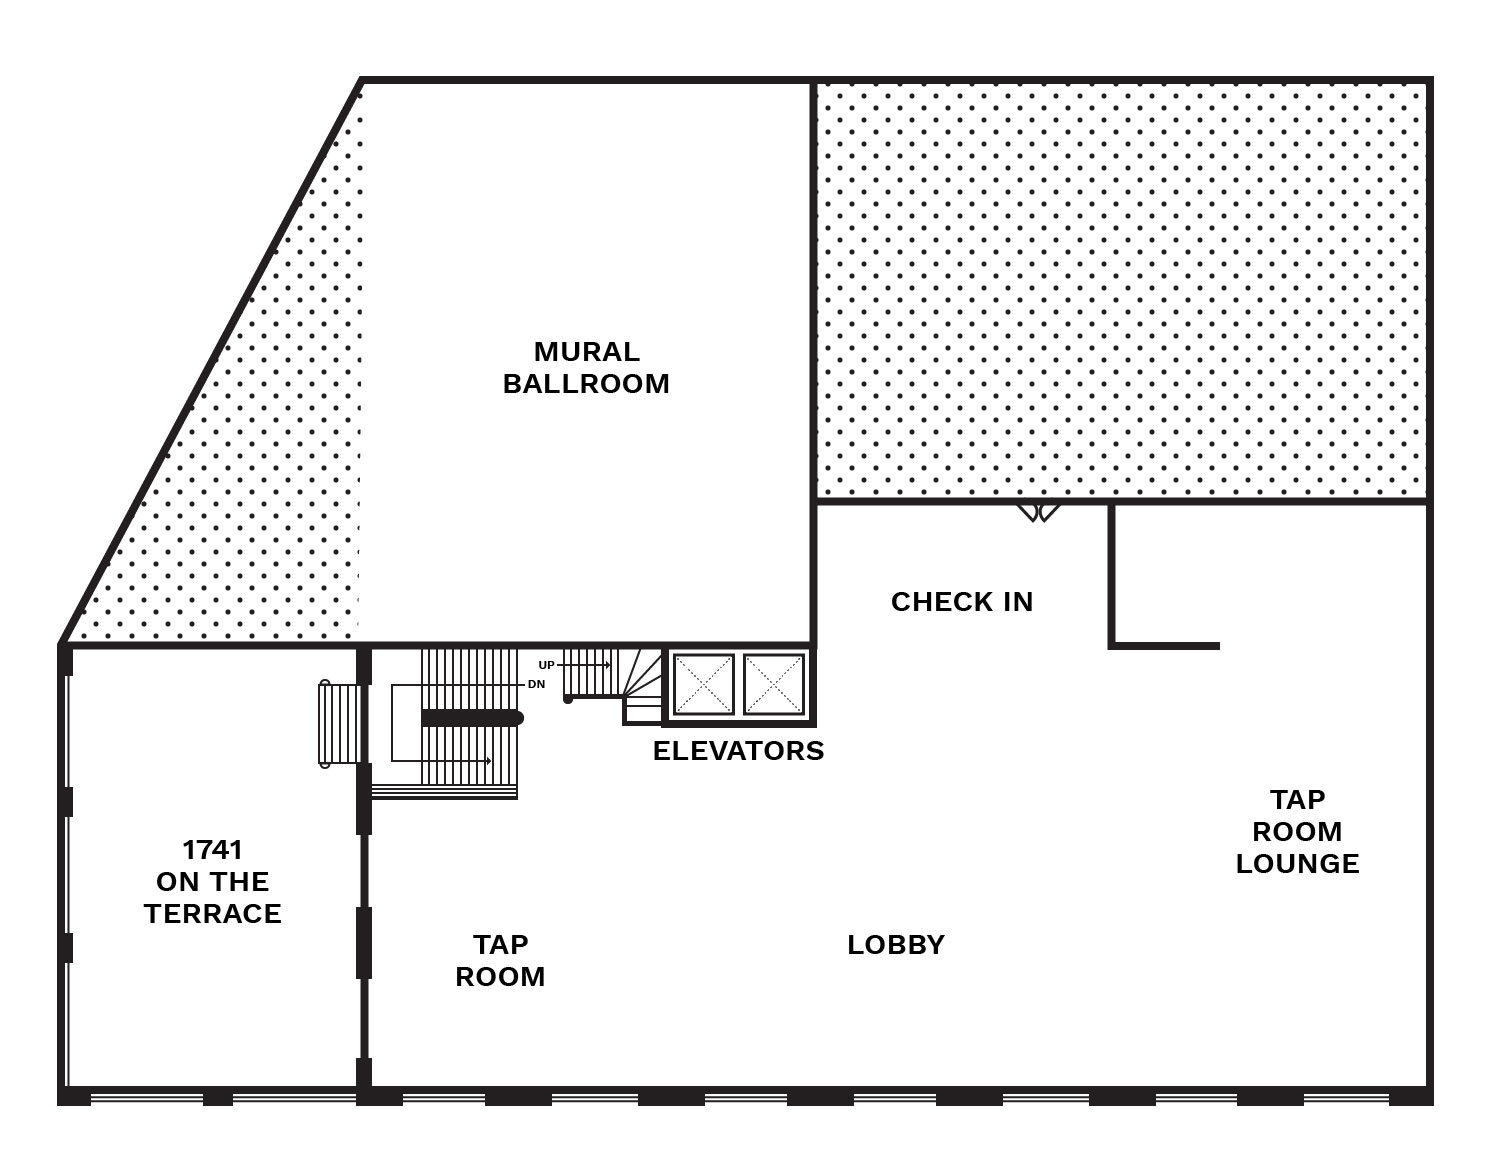 MURAL
BALLROOM
CHECK IN
UP
DN
ELEVATORS
TAP
ROOM
LOUNGE
1741
ON THE
TERRACE
TAP
ROOM
LOBBY